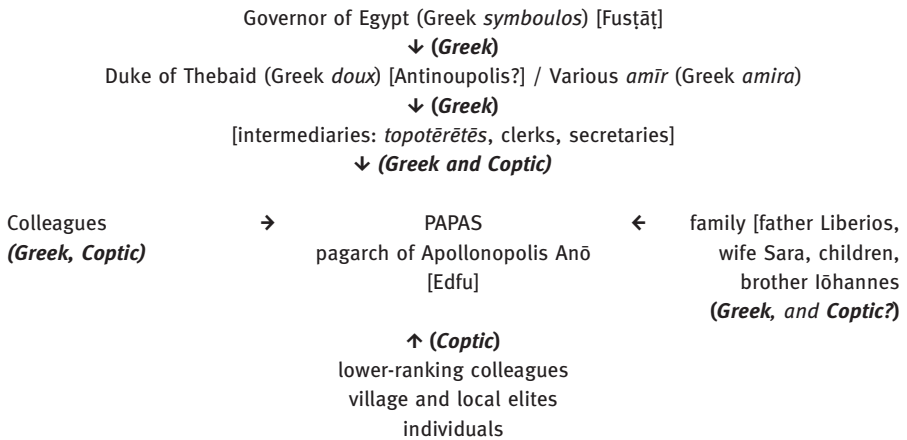 Governor of Egypt (Greek symboulos) [Fusṭāṭ]
↓ (Greek)
Duke of Thebaid (Greek doux) [Antinoupolis?] / Various amīr (Greek amira)
↓ (Greek)
[intermediaries: topotērētēs, clerks, secretaries]
↓ (Greek and Coptic)
Colleagues → PAPAS ← family [father Liberios,
(Greek, Coptic) pagarch of Apollonopolis Anō wife Sara, children,
[Edfu] brother Iōhannes
(Greek, and Coptic?)
↑ (Coptic)
lower-ranking colleagues
village and local elites
individuals